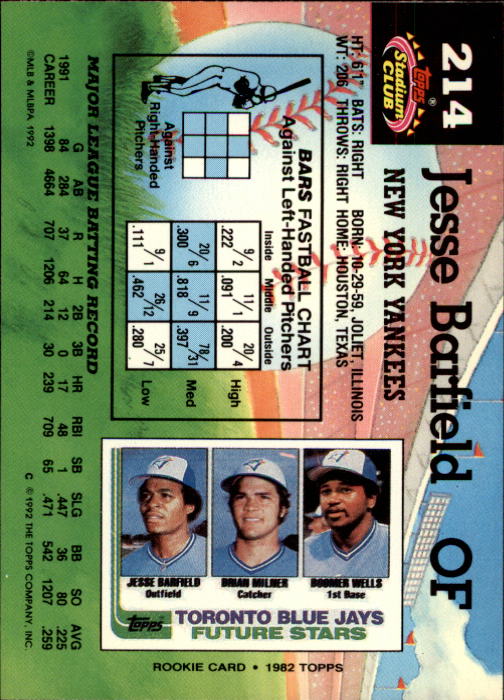 214
TOPPS®
Stadium
CLUB
Jesse Barfield OF
NEW YORK YANKEES
HT: 6'1" BATS: RIGHT BORN: 10-29-59, JOLIET, ILLINOIS
WT: 206 THROWS: RIGHT HOME: HOUSTON, TEXAS
BARS FASTBALL CHART
Against Left-Handed Pitchers
Inside Middle Outside
9/2 11/1 20/4
.222 .091 .200 High
20/6 11/9 78/31
.300 .818 .397 Med
9/1 26/12 25/7
.111 .462 .280 Low
Against
Right-Handed
Pitchers
MAJOR LEAGUE BATTING RECORD
G AB R H 2B 3B HR RBI SB SLG BB SO AVG
1991 84 284 37 64 12 0 17 48 1 .447 36 80 .225
CAREER 1398 4664 707 1206 214 30 239 709 65 .471 542 1207 .259
©MLB & MLBPA 1992
C © 1992 THE TOPPS COMPANY, INC.
JESSE BARFIELD
Outfield
BRIAN MILNER
Catcher
BOOMER WELLS
1st Base
TOPPS
TORONTO BLUE JAYS
FUTURE STARS
ROOKIE CARD • 1982 TOPPS